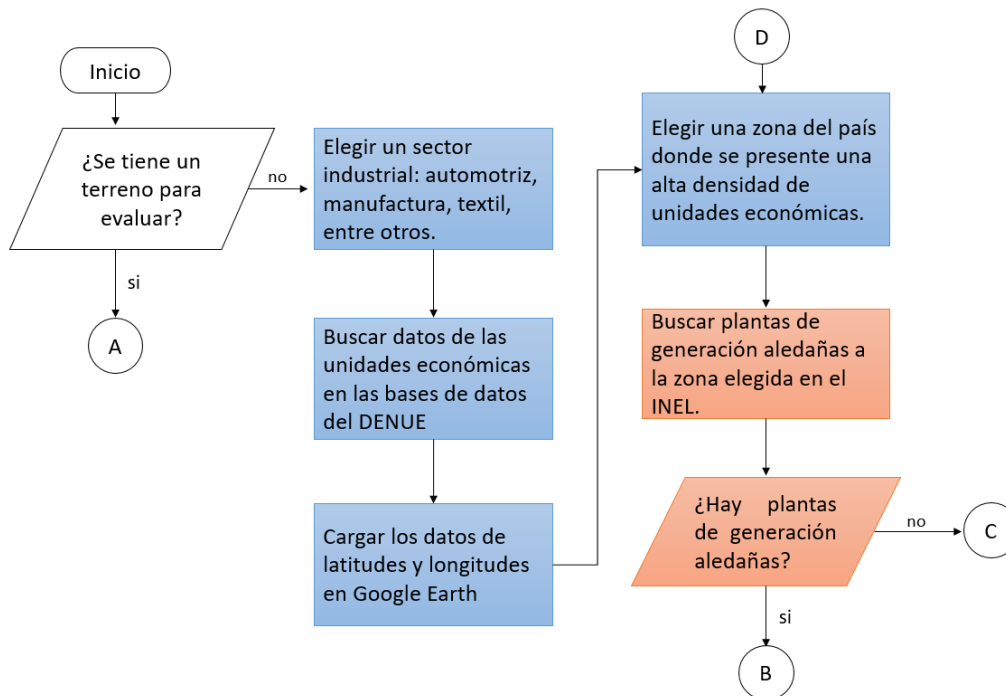 Inicio
¿Se tiene un
terreno para
evaluar?
no
si
A
Elegir un sector
industrial: automotriz,
manufactura, textil,
entre otros.
Buscar datos de las
unidades económicas
en las bases de datos
del DENUE
Cargar los datos de
latitudes y longitudes
en Google Earth
D
Elegir una zona del país
donde se presente una
alta densidad de
unidades económicas.
Buscar plantas de
generación aledañas a
la zona elegida en el
INEL.
¿Hay plantas
de generación
aledañas?
no
C
si
B